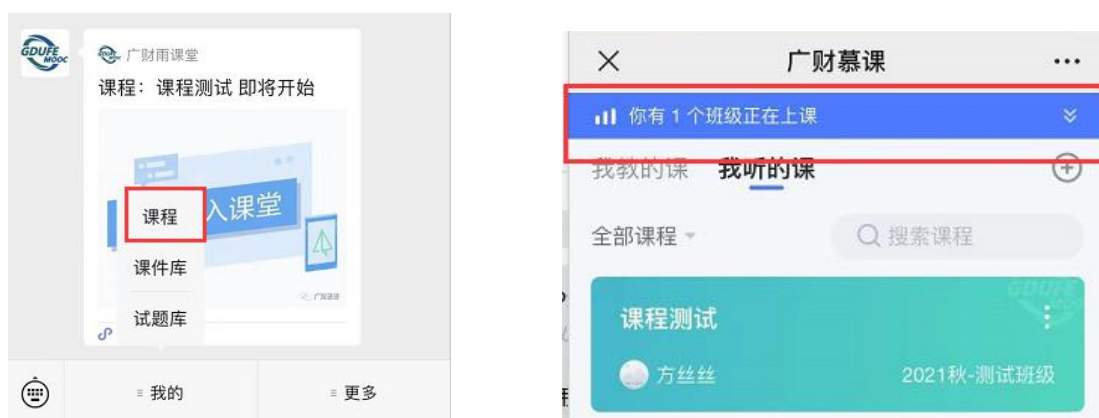 GDUFE
MOOC
广财雨课堂
课程：课程测试 即将开始
入课堂
课程
课件库
试题库
我的
更多
广财慕课
你有 1 个班级正在上课
我教的课 我听的课
全部课程 搜索课程
GDUFE
课程测试
方丝丝 2021秋-测试班级